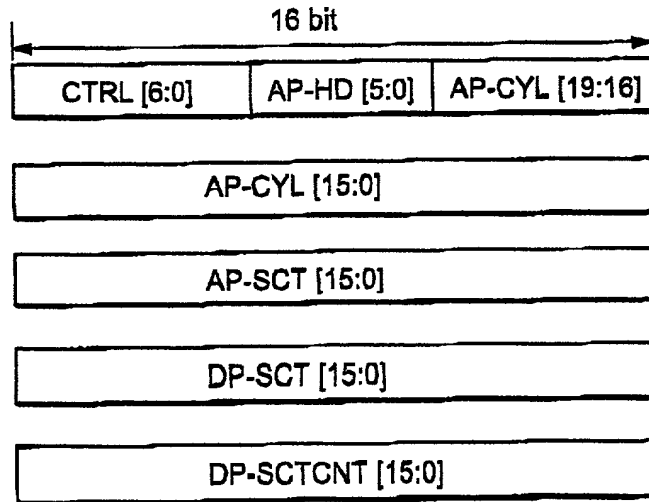 16 bit
CTRL [6:0] AP-HD [5:0] AP-CYL [19:16]
AP-CYL [15:0]
AP-SCT [15:0]
DP-SCT [15:0]
DP-SCTCNT [15:0]